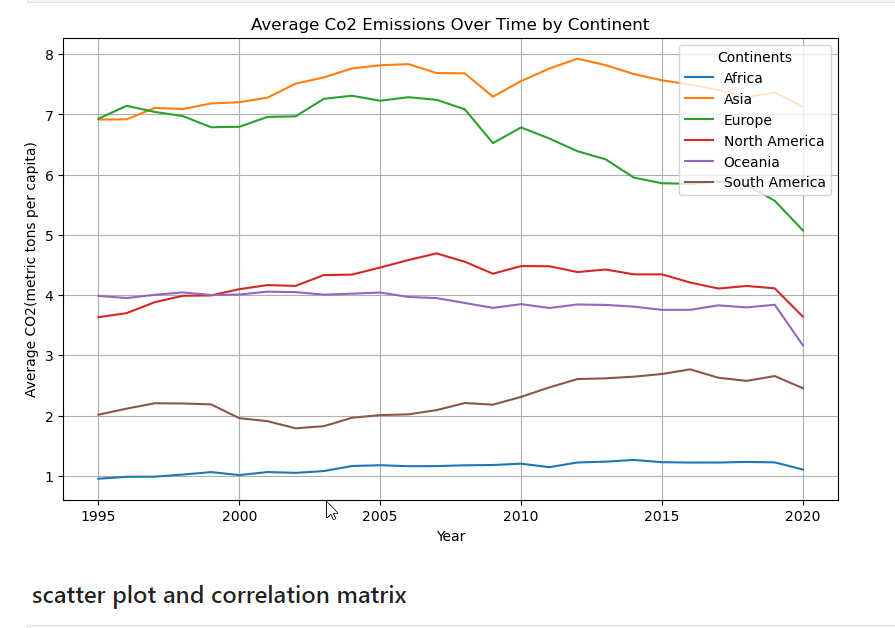 Average Co2 Emissions Over Time by Continent
8
7
6
5
4
3
2
1
Average CO2(metric tons per capita)
Continents
Africa
Asia
Europe
North America
Oceania
South America
1995 2000 2005 2010 2015 2020
Year
scatter plot and correlation matrix